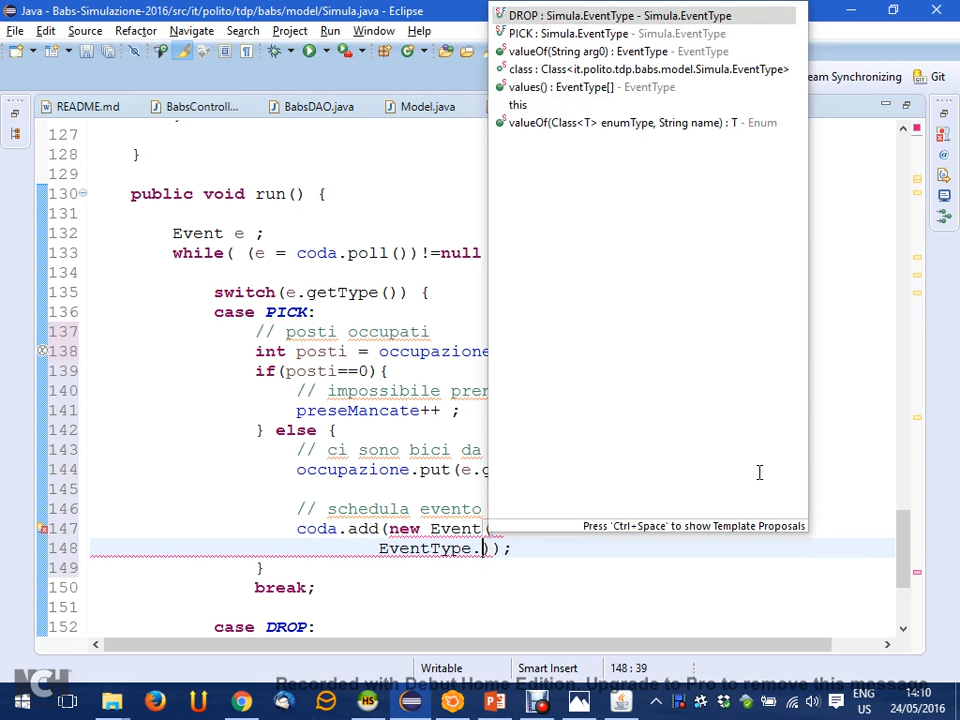 Java - Babs-Simulazione-2016/src/it/polito/tdp/babs/model/Simula.java - Eclipse
File Edit Source Refactor Navigate Search Project Run Window Help
eam Synchronizing Git
README.md BabsControll... BabsDAO.java Model.java
DROP : Simula.EventType - Simula.EventType
PICK : Simula.EventType - Simula.EventType
valueOf(String arg0) : EventType - EventType
class : Class<it.polito.tdp.babs.model.Simula.EventType>
values() : EventType[] - EventType
this
valueOf(Class<T> enumType, String name) : T - Enum
Press 'Ctrl+Space' to show Template Proposals
127
128 }
129
130 public void run() {
131
132 Event e ;
133 while( (e = coda.poll())!=null
134
135 switch(e.getType()) {
136 case PICK:
137 // posti occupati
138 int posti = occupazione
139 if(posti==0){
140 // impossibile pren
141 preseMancate++ ;
142 } else {
143 // ci sono bici da
144 occupazione.put(e.g
145
146 // schedula evento
147 coda.add(new Event(
148 EventType.));
149 }
150 break;
151
152 case DROP:
Writable Smart Insert 148 : 39
NCH
Recorded with Debut Home Edition. Upgrade to Pro to remove this message
ENG
US
14:10
24/05/2016